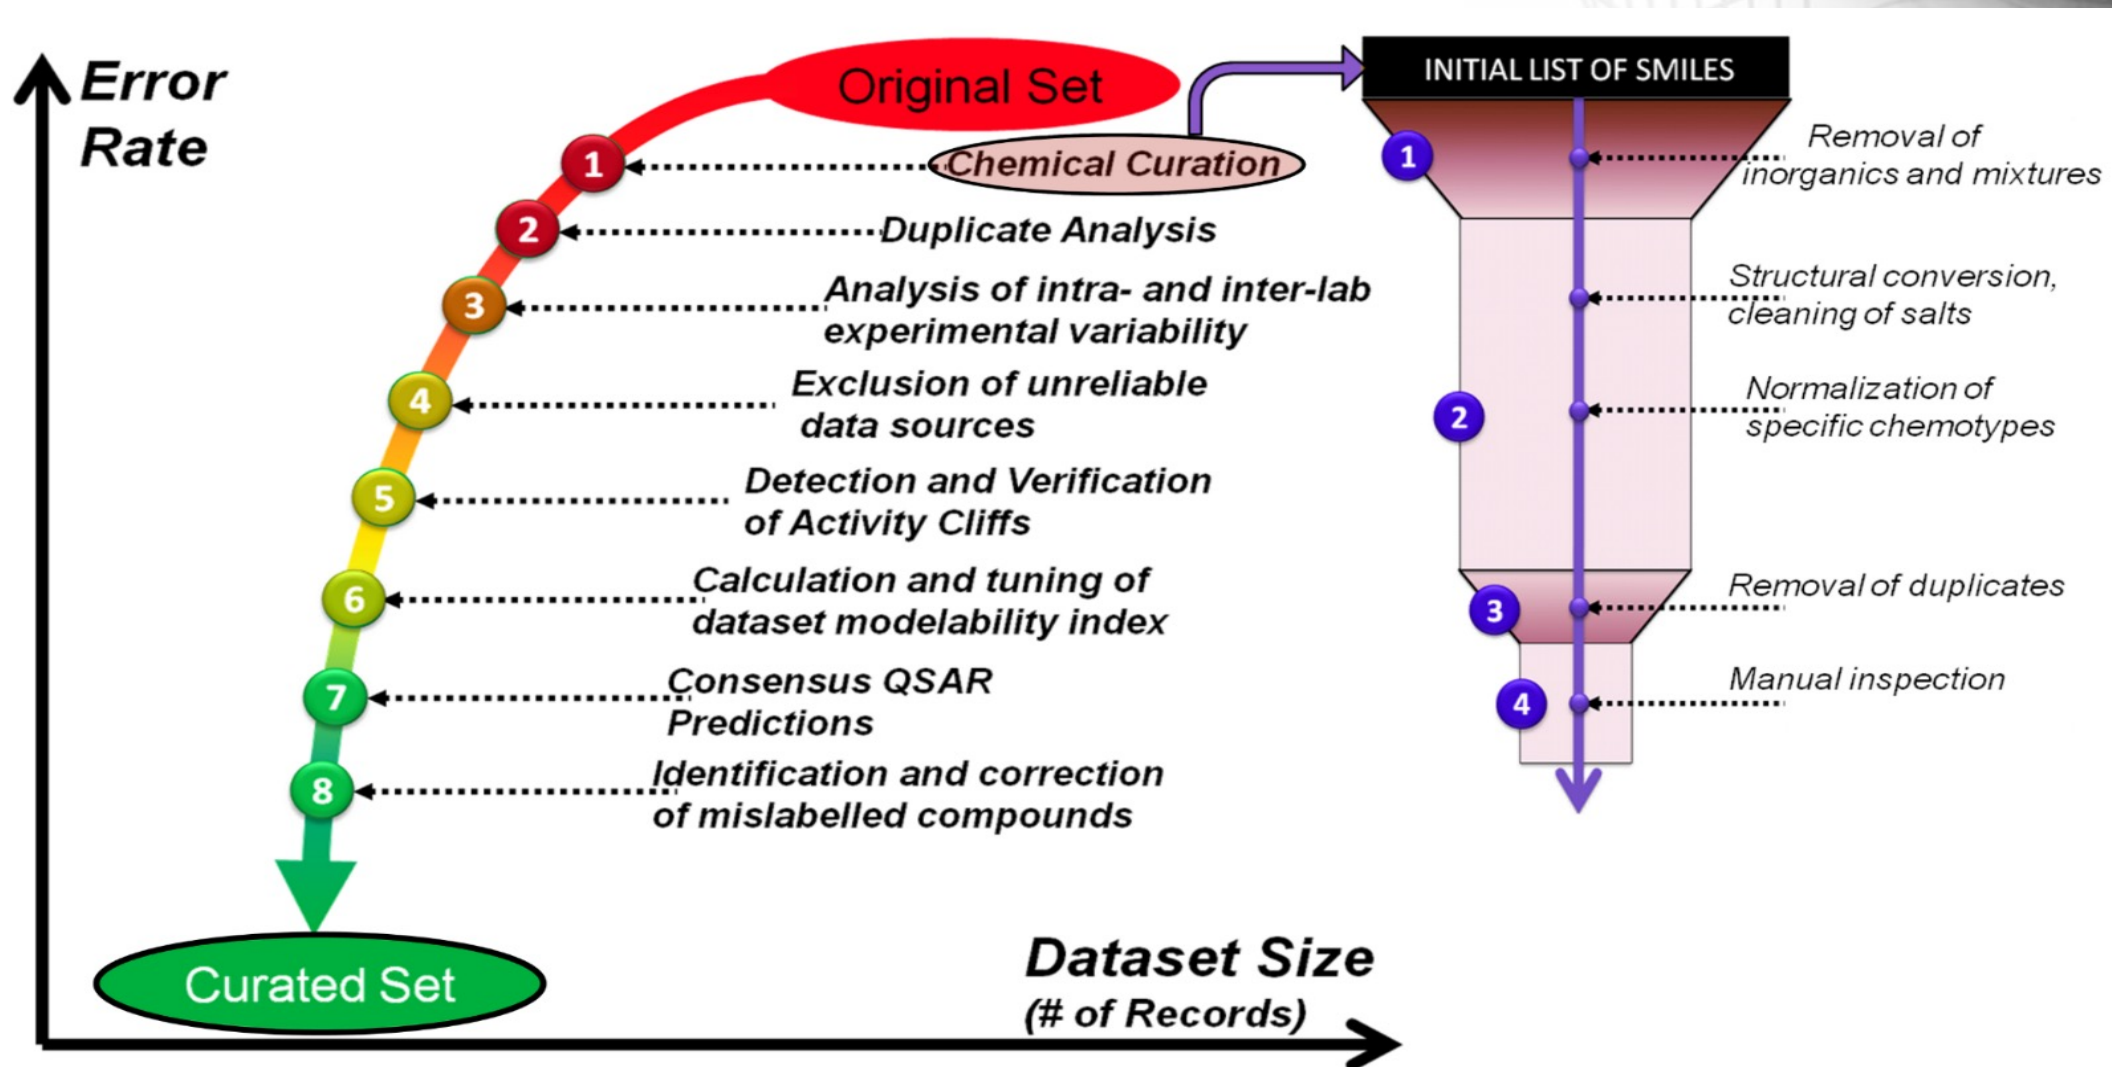 Error
Rate
Original Set
1
Chemical Curation
2
Duplicate Analysis
3
Analysis of intra- and inter-lab
experimental variability
4
Exclusion of unreliable
data sources
5
Detection and Verification
of Activity Cliffs
6
Calculation and tuning of
dataset modelability index
7
Consensus QSAR
Predictions
8
Identification and correction
of mislabelled compounds
Curated Set
Dataset Size
(# of Records)
INITIAL LIST OF SMILES
1
Removal of
inorganics and mixtures
Structural conversion,
cleaning of salts
2
Normalization of
specific chemotypes
3
Removal of duplicates
4
Manual inspection